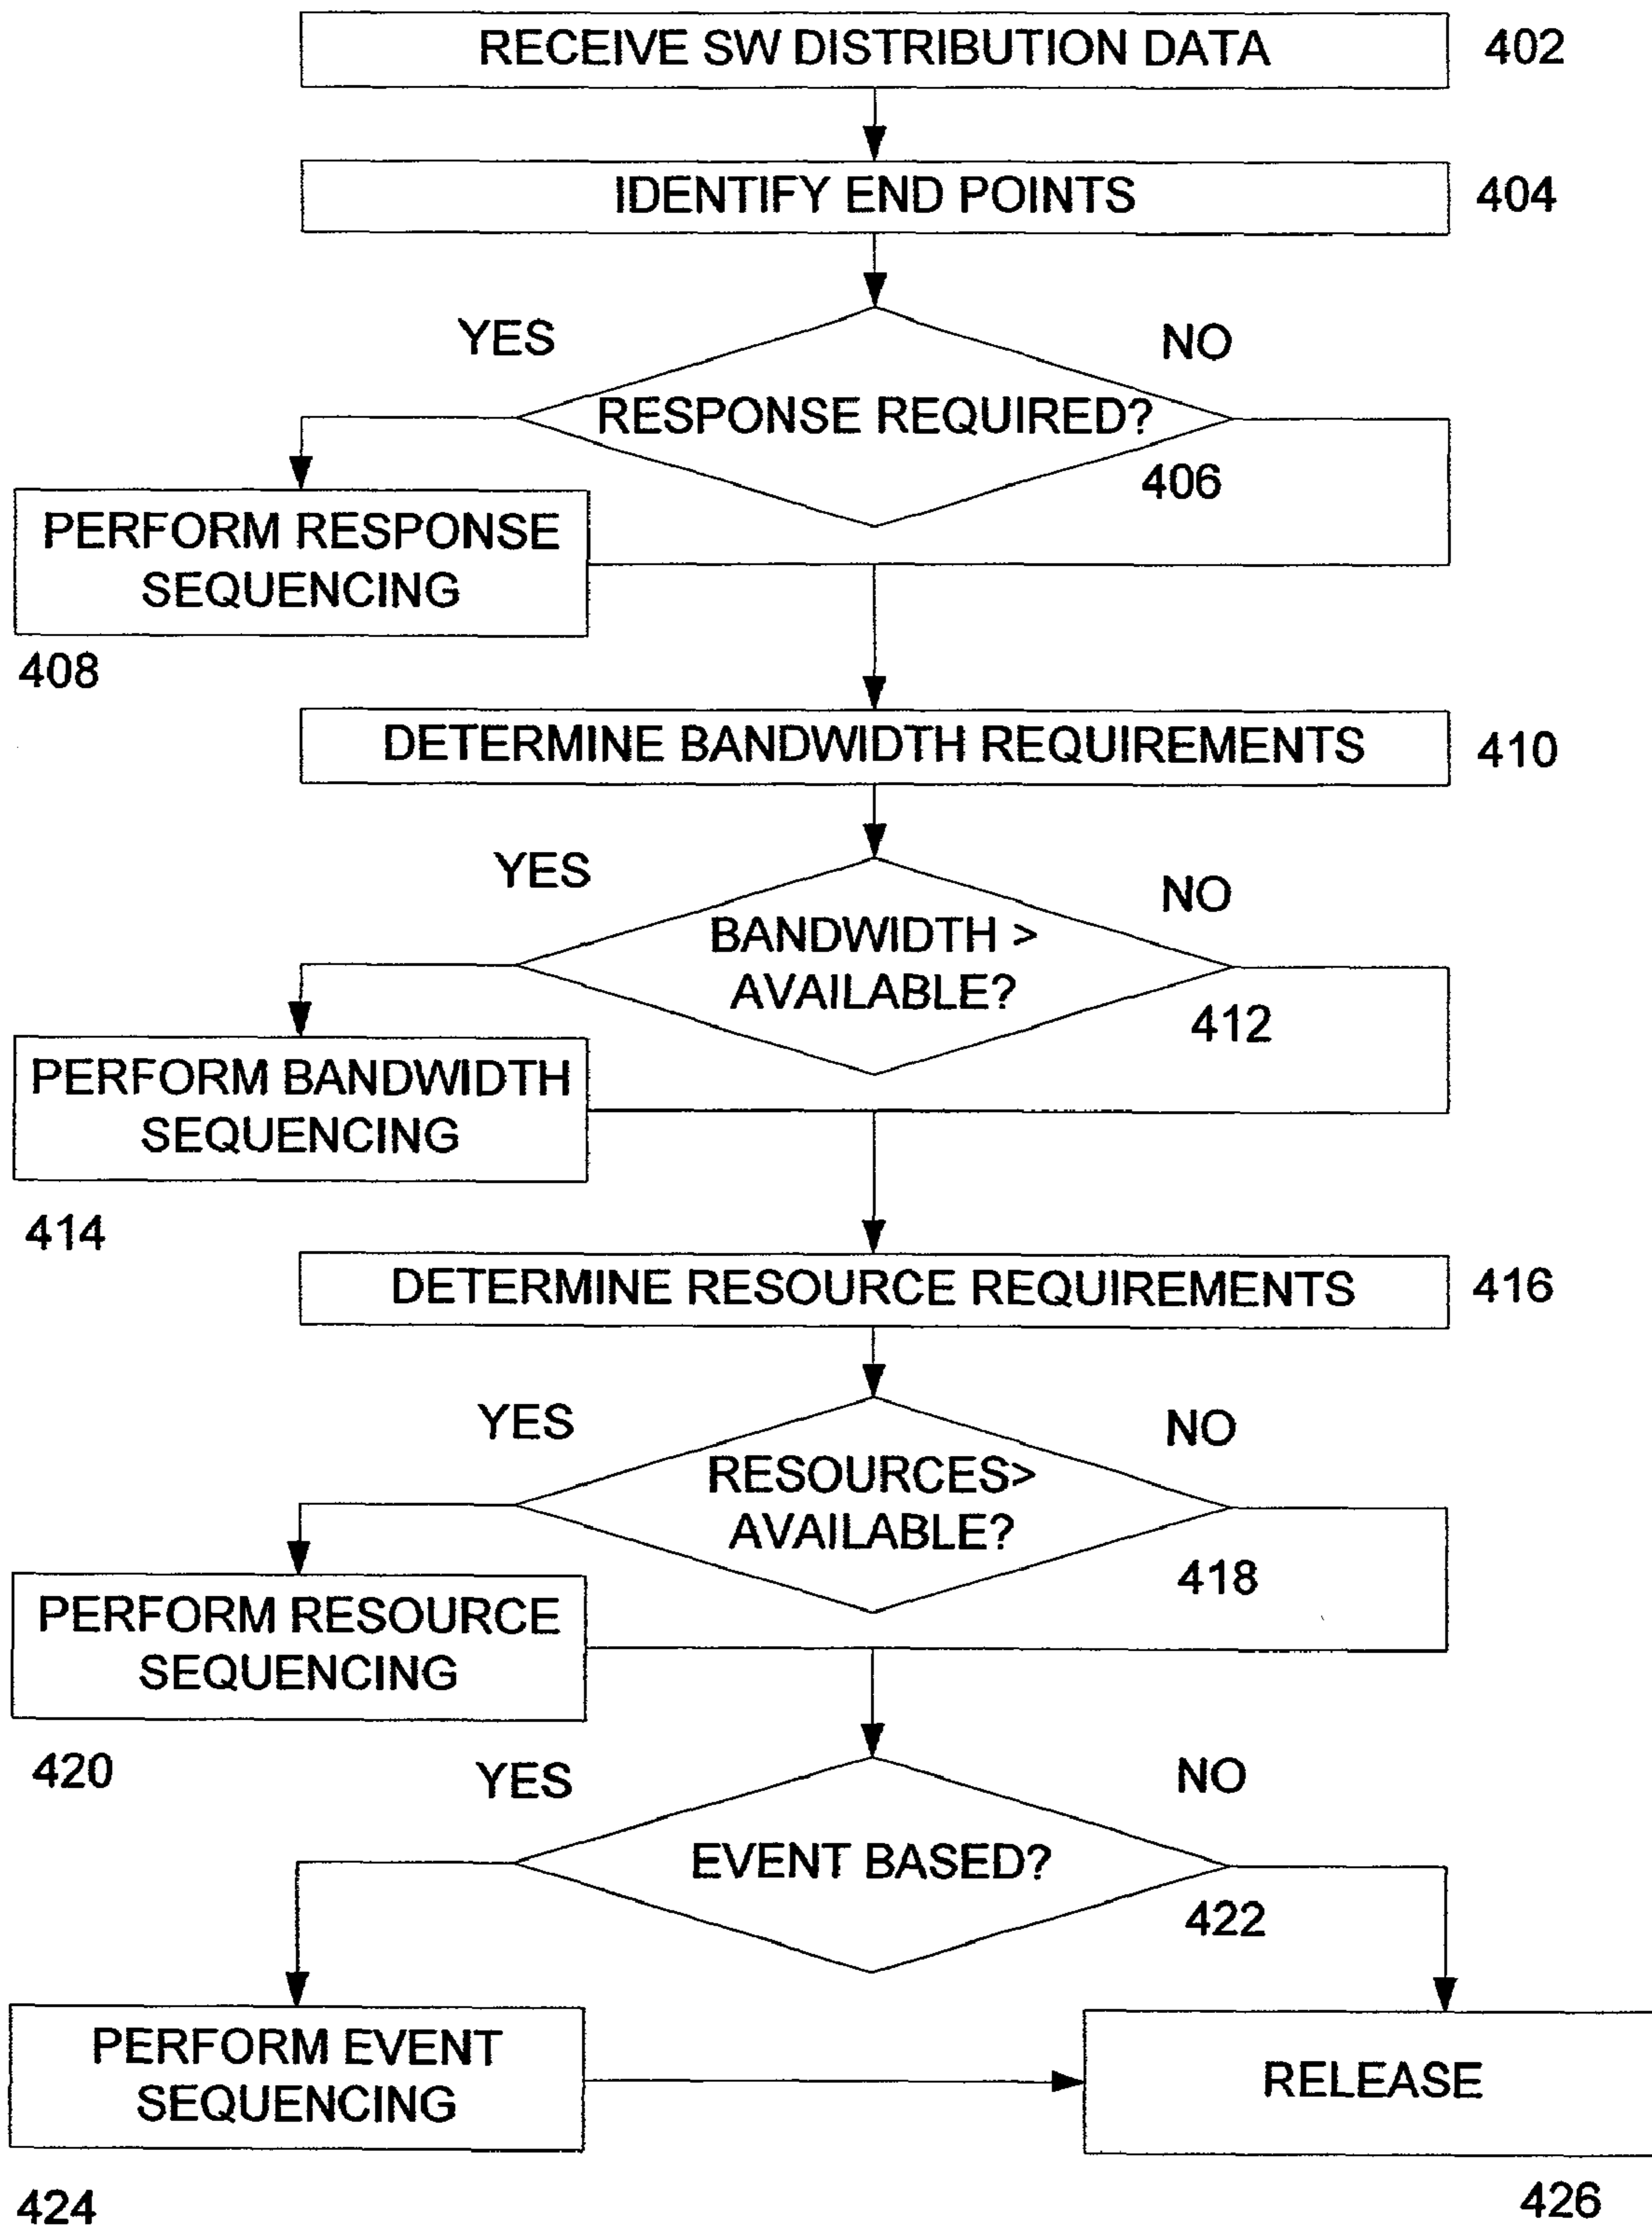 RECEIVE SW DISTRIBUTION DATA
402
IDENTIFY END POINTS
404
YES
NO
RESPONSE REQUIRED?
406
PERFORM RESPONSE
SEQUENCING
408
DETERMINE BANDWIDTH REQUIREMENTS
410
YES
NO
BANDWIDTH >
AVAILABLE?
412
PERFORM BANDWIDTH
SEQUENCING
414
DETERMINE RESOURCE REQUIREMENTS
416
YES
NO
RESOURCES>
AVAILABLE?
418
PERFORM RESOURCE
SEQUENCING
420
YES
NO
EVENT BASED?
422
PERFORM EVENT
SEQUENCING
424
RELEASE
426